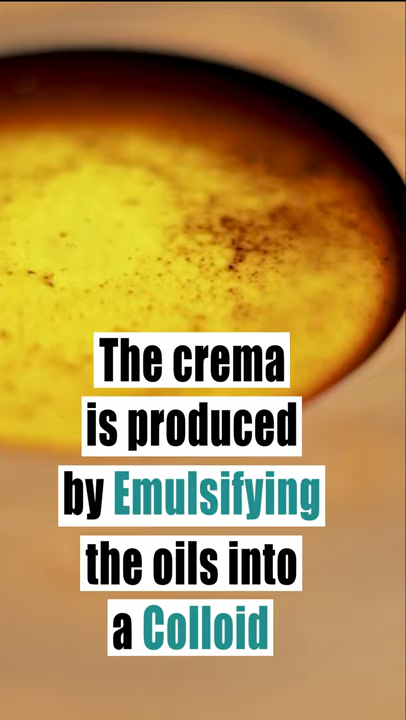 The crema
is produced
by Emulsifying
the oils into
a Colloid